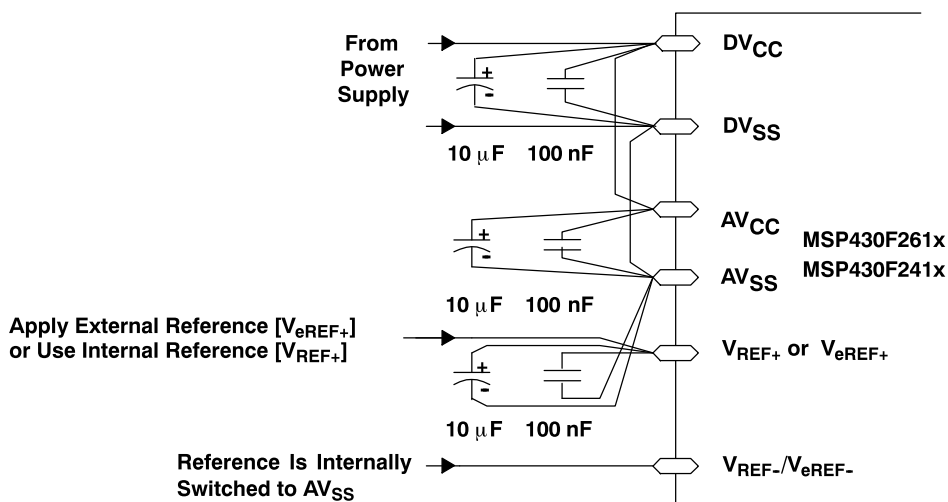 From
Power
Supply
DVCC
+
-
DVSS
10 μF 100 nF
AVCC
MSP430F261x
+
-
AVSS
MSP430F241x
10 μF 100 nF
Apply External Reference [VeREF+]
or Use Internal Reference [VREF+]
VREF+ or VeREF+
+
-
10 μF 100 nF
Reference Is Internally
Switched to AVSS
VREF-/VeREF-